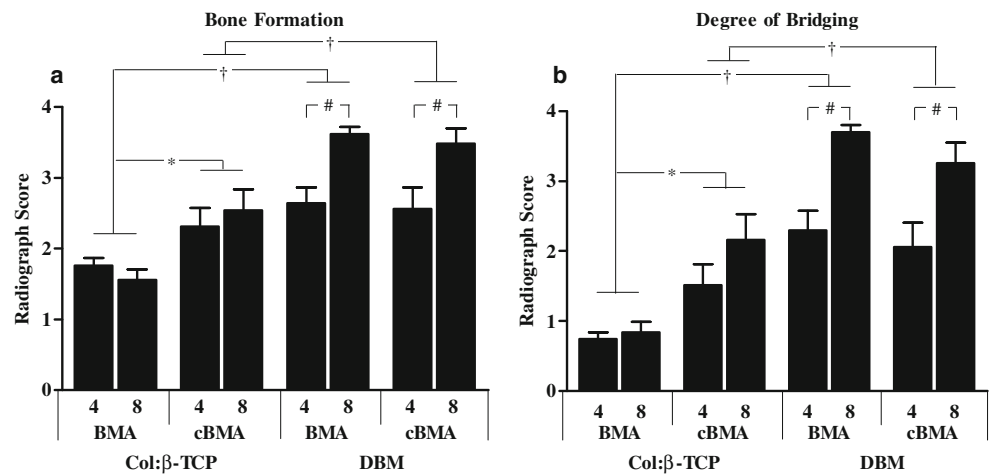 Bone Formation
a
†
†
#
#
*
Radiograph Score
4
3
2
1
0
4 8 4 8 4 8 4 8
BMA cBMA BMA cBMA
Col:β-TCP DBM
Degree of Bridging
b
†
†
#
#
*
Radiograph Score
4
3
2
1
0
4 8 4 8 4 8 4 8
BMA cBMA BMA cBMA
Col:β-TCP DBM